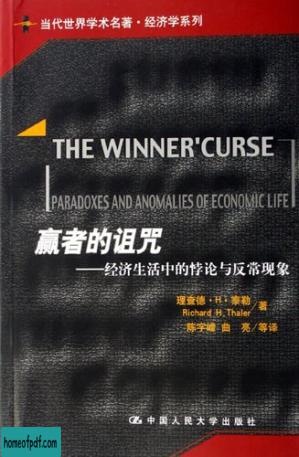 当代世界学术名著·经济学系列
THE WINNER'CURSE
PARADOXES AND ANOMALIES OF ECONOMIC LIFE
赢者的诅咒
——经济生活中的悖论与反常现象
理查德·H·泰勒 著
Richard H. Thaler
陈宇峰 曲 亮/等译
中国人民大学出版社
homeofpdf.com